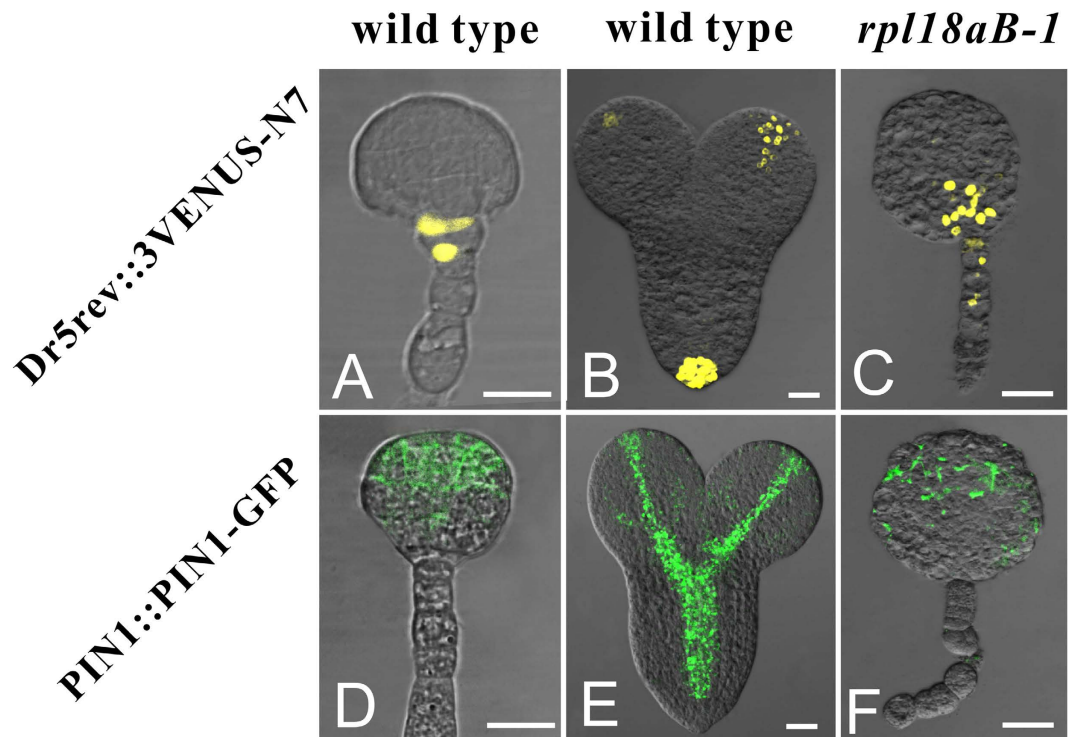 wild type
wild type
rpl18aB-1
Dr5rev::3VENUS-N7
A
B
C
PIN1::PIN1-GFP
D
E
F